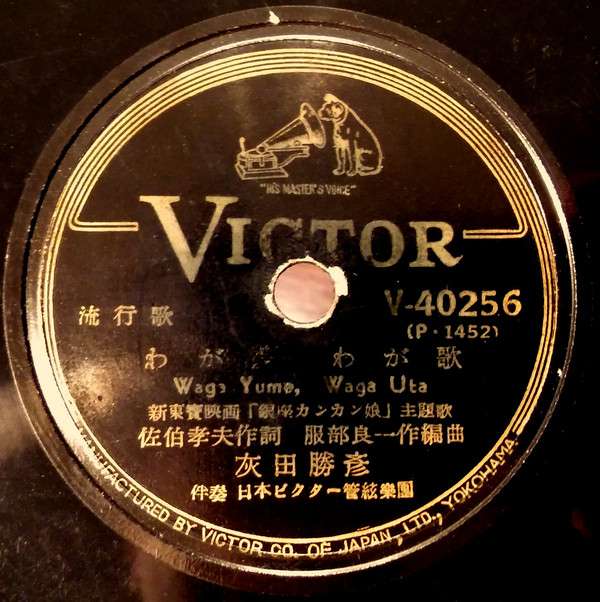 "HIS MASTER'S VOICE"
VICTOR
V-40256
(P・1452)
流行歌
わが わが歌
Waga Yume, Waga Uta
新東寶映画「銀座カンカン娘」主題歌
佐伯孝夫作詞 服部良一作編曲
灰田勝彦
伴奏 日本ビクター管絃樂團
MANUFACTURED BY VICTOR CO. OF JAPAN, LTD., YOKOHAMA.